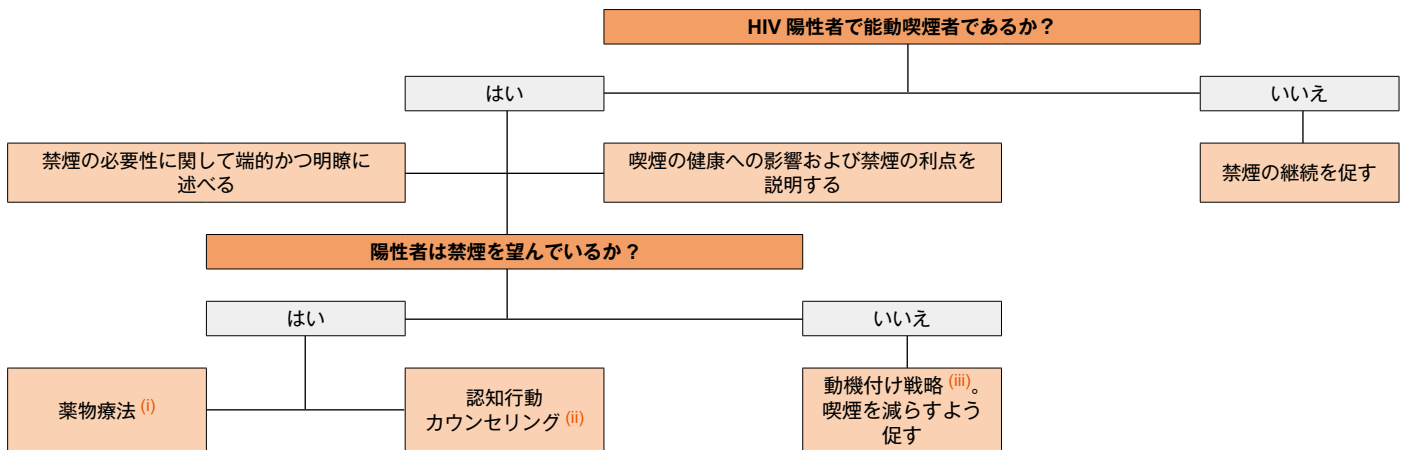 HIV 陽性者で能動喫煙者であるか？
はい
いいえ
禁煙の必要性に関して端的かつ明瞭に
述べる
喫煙の健康への影響および禁煙の利点を
説明する
禁煙の継続を促す
陽性者は禁煙を望んでいるか？
はい
いいえ
薬物療法 (i)
認知行動
カウンセリング (ii)
動機付け戦略 (iii)。
喫煙を減らすよう
促す